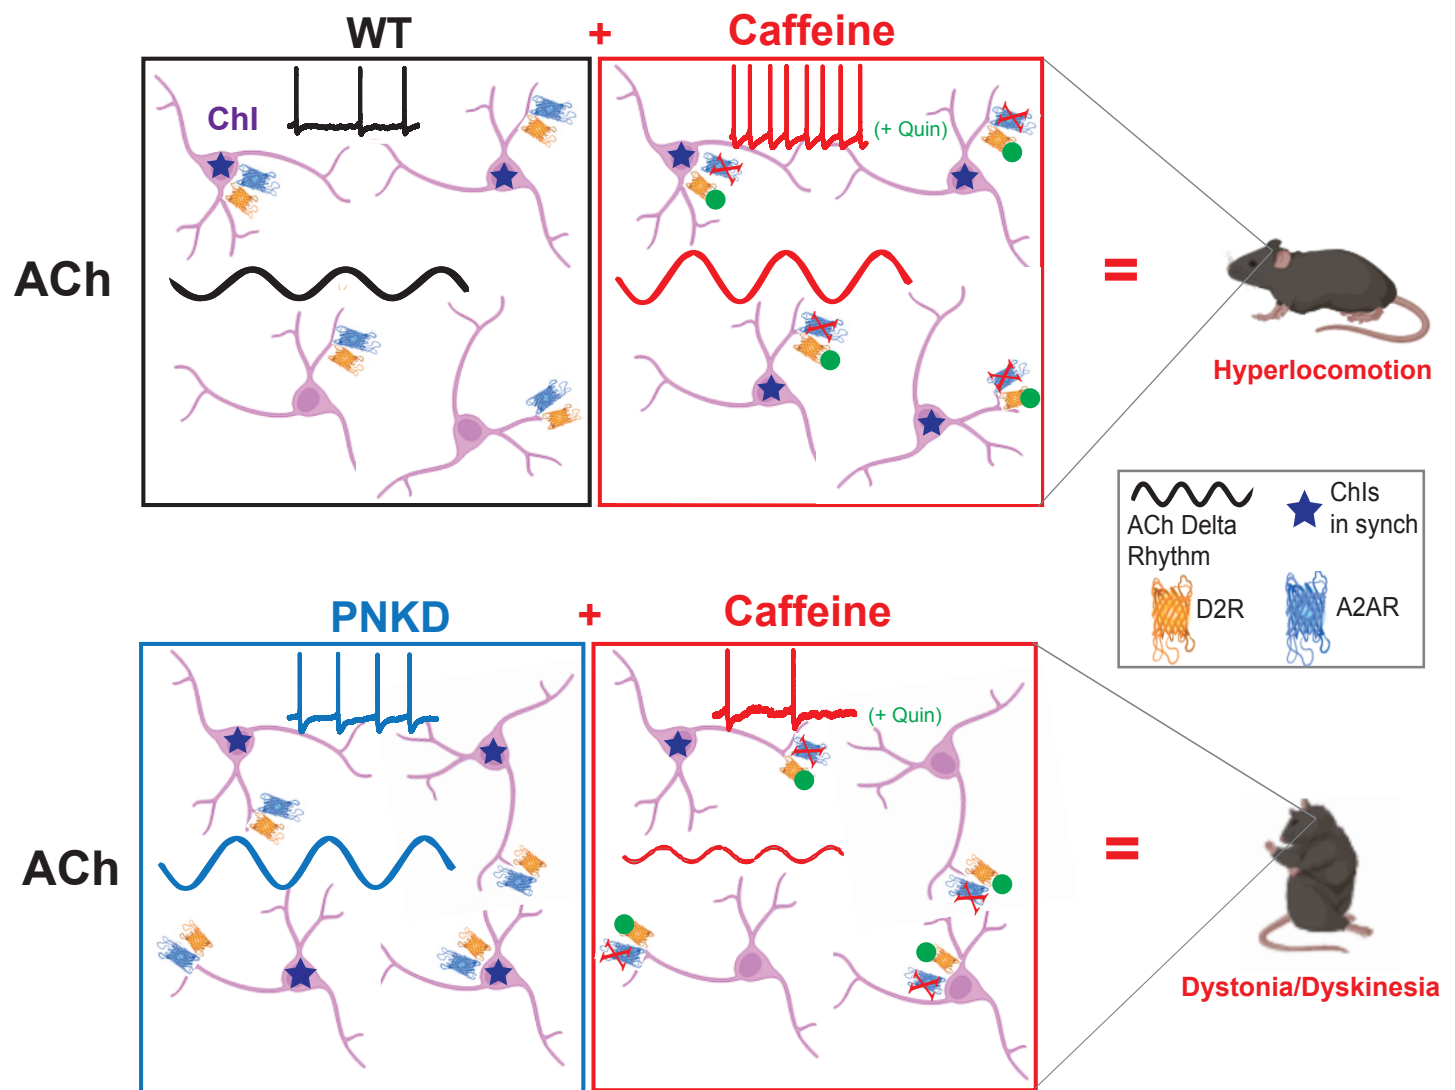 WT + Caffeine
ChI
(+ Quin)
ACh
=
Hyperlocomotion
ACh Delta
Rhythm
ChIs
in synch
D2R
A2AR
PNKD + Caffeine
(+ Quin)
ACh
=
Dystonia/Dyskinesia